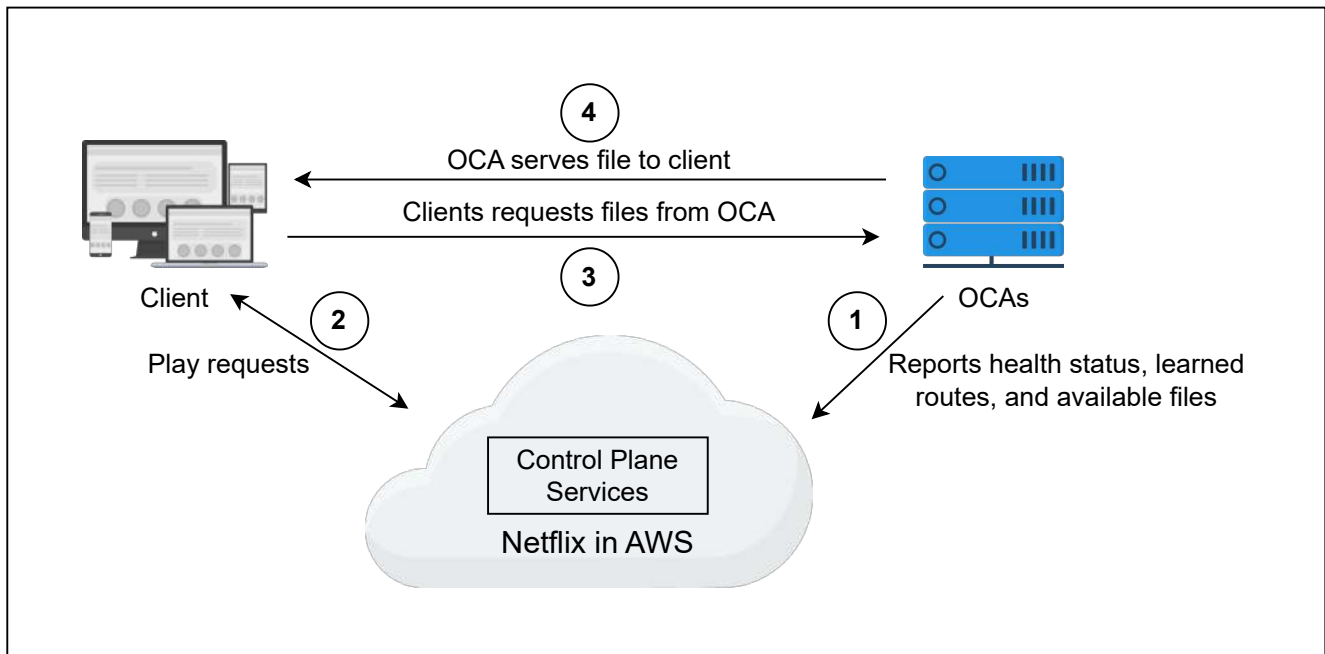 4
OCA serves file to client
Clients requests files from OCA
3
Client
OCAs
2
1
Play requests
Reports health status, learned
routes, and available files
Control Plane
Services
Netflix in AWS